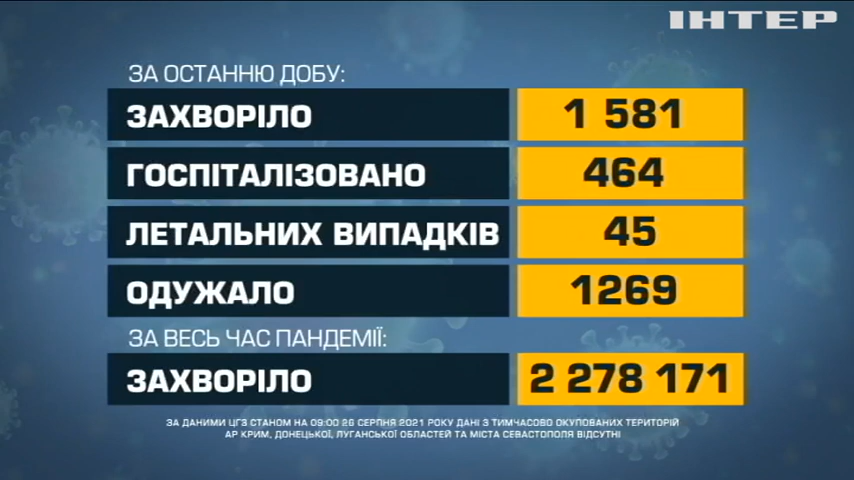 ІНТЕР
ЗА ОСТАННЮ ДОБУ:
ЗАХВОРІЛО 1 581
ГОСПІТАЛІЗОВАНО 464
ЛЕТАЛЬНИХ ВИПАДКІВ 45
ОДУЖАЛО 1269
ЗА ВЕСЬ ЧАС ПАНДЕМІЇ:
ЗАХВОРІЛО 2 278 171
ЗА ДАНИМИ ЦГЗ СТАНОМ НА 09:00 26 СЕРПНЯ 2021 РОКУ ДАНІ З ТИМЧАСОВО ОКУПОВАНИХ ТЕРИТОРІЙ
АР КРИМ, ДОНЕЦЬКОЇ, ЛУГАНСЬКОЇ ОБЛАСТЕЙ ТА МІСТА СЕВАСТОПОЛЯ ВІДСУТНІ